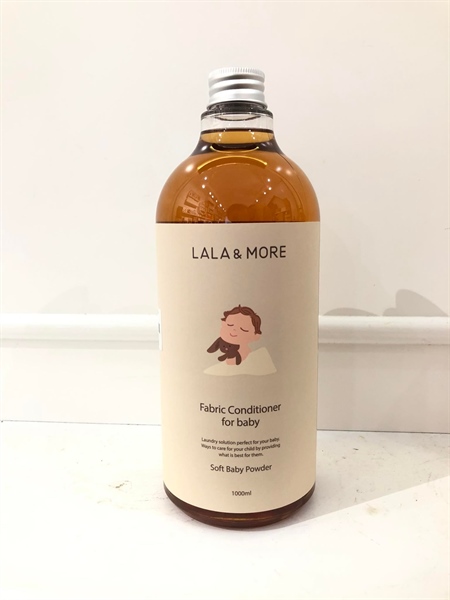 LALA & MORE
Fabric Conditioner
for baby
Laundry solution perfect for your baby.
Ways to care for your child by providing
what is best for them.
Soft Baby Powder
1000ml